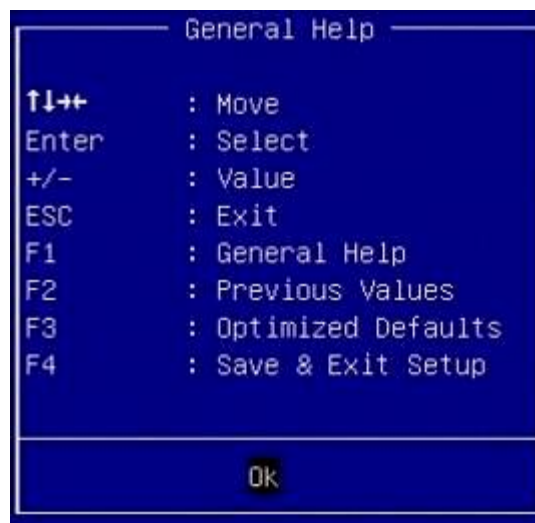 General Help
↑↓→← : Move
Enter : Select
+/- : Value
ESC : Exit
F1 : General Help
F2 : Previous Values
F3 : Optimized Defaults
F4 : Save & Exit Setup
Ok